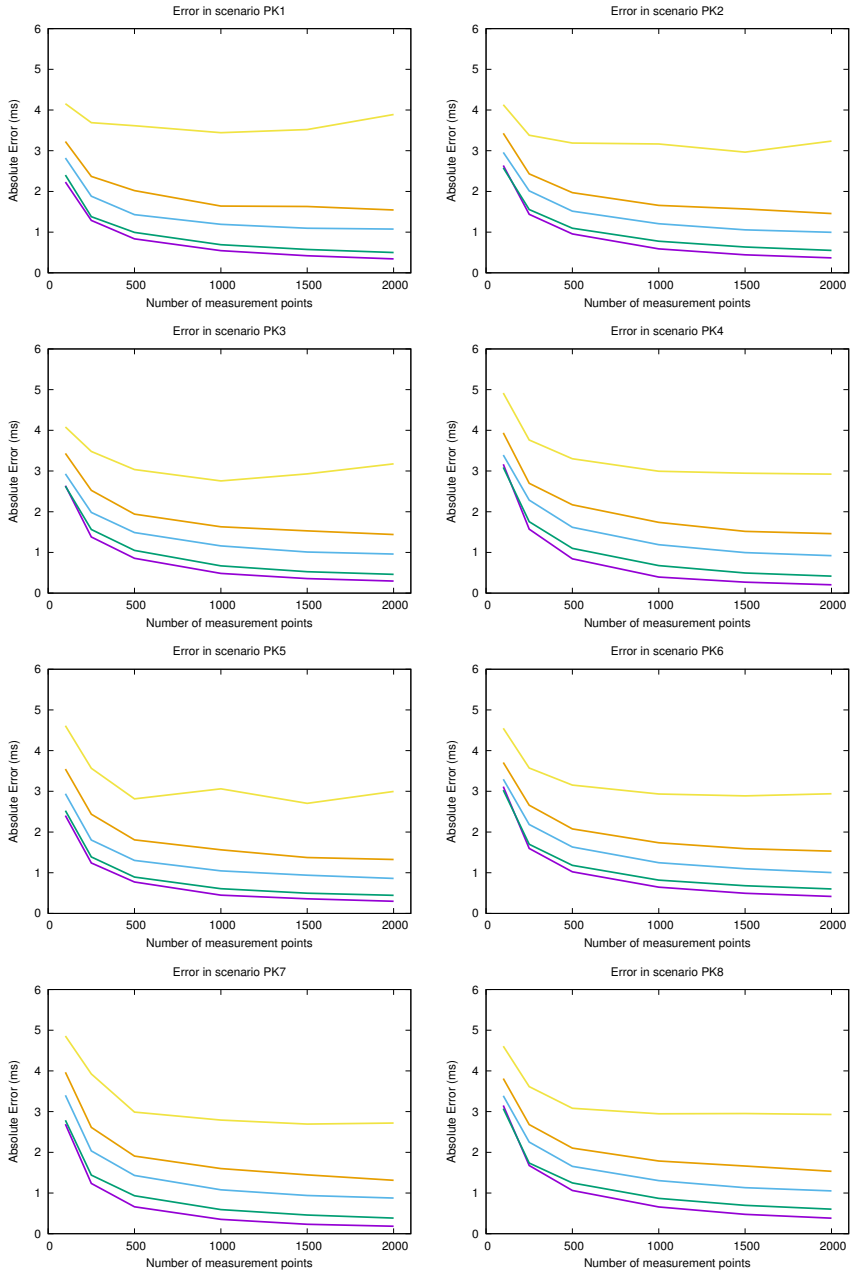 Error in scenario PK1
6
5
4
3
2
1
0
Absolute Error (ms)
0 500 1000 1500 2000
Number of measurement points
Error in scenario PK2
6
5
4
3
2
1
0
Absolute Error (ms)
0 500 1000 1500 2000
Number of measurement points
Error in scenario PK3
6
5
4
3
2
1
0
Absolute Error (ms)
0 500 1000 1500 2000
Number of measurement points
Error in scenario PK4
6
5
4
3
2
1
0
Absolute Error (ms)
0 500 1000 1500 2000
Number of measurement points
Error in scenario PK5
6
5
4
3
2
1
0
Absolute Error (ms)
0 500 1000 1500 2000
Number of measurement points
Error in scenario PK6
6
5
4
3
2
1
0
Absolute Error (ms)
0 500 1000 1500 2000
Number of measurement points
Error in scenario PK7
6
5
4
3
2
1
0
Absolute Error (ms)
0 500 1000 1500 2000
Number of measurement points
Error in scenario PK8
6
5
4
3
2
1
0
Absolute Error (ms)
0 500 1000 1500 2000
Number of measurement points